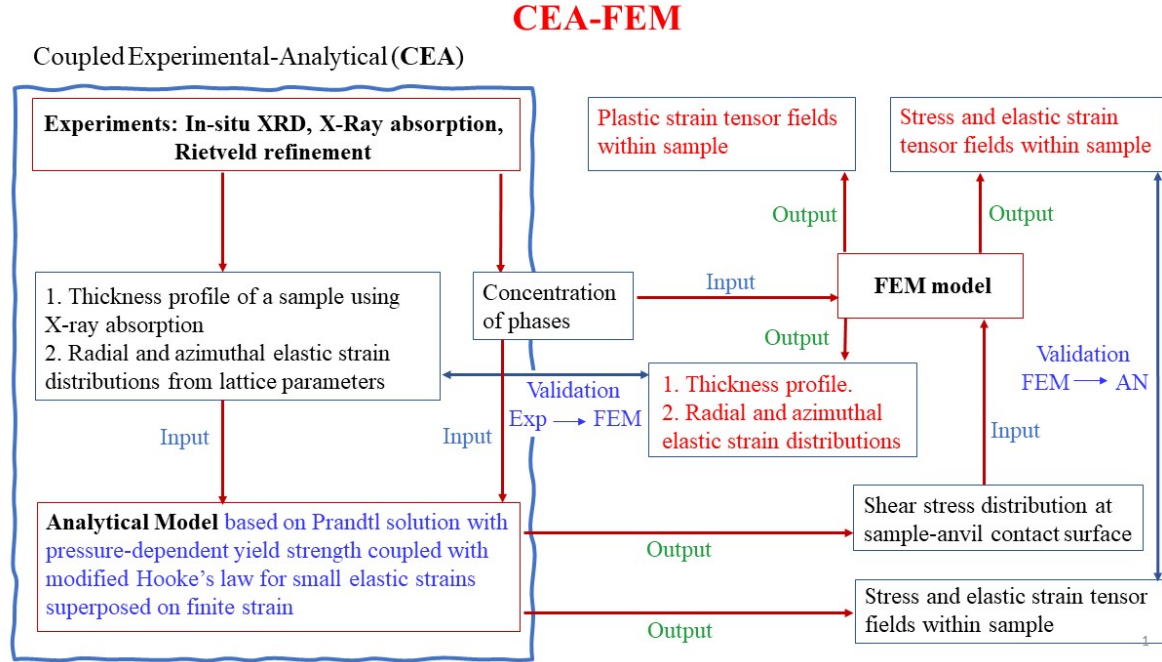 CEA-FEM
Coupled Experimental-Analytical (CEA)
Experiments: In-situ XRD, X-Ray absorption,
Rietveld refinement
Plastic strain tensor fields
within sample
Stress and elastic strain
tensor fields within sample
Output
Output
1. Thickness profile of a sample using
X-ray absorption
2. Radial and azimuthal elastic strain
distributions from lattice parameters
Concentration
of phases
Input
FEM model
Output
Validation
Exp → FEM
1. Thickness profile.
2. Radial and azimuthal
elastic strain distributions
Validation
FEM → AN
Input
Input
Input
Analytical Model based on Prandtl solution with
pressure-dependent yield strength coupled with
modified Hooke's law for small elastic strains
superposed on finite strain
Output
Shear stress distribution at
sample-anvil contact surface
Output
Stress and elastic strain tensor
fields within sample
1